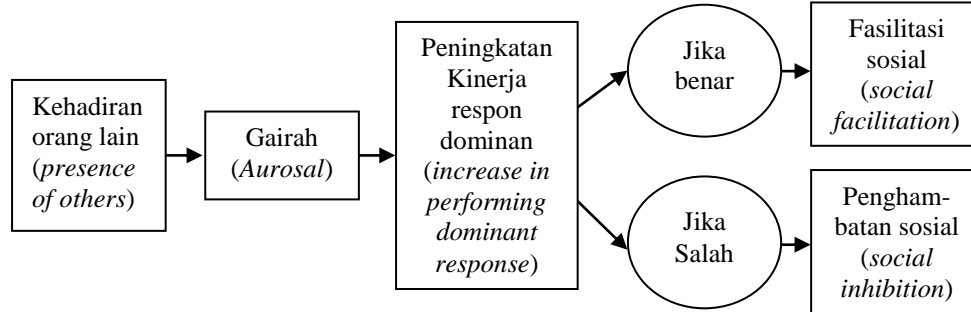 Kehadiran
orang lain
(presence
of others)
Gairah
(Aurosal)
Peningkatan
Kinerja
respon
dominan
(increase in
performing
dominant
response)
Jika
benar
Fasilitasi
sosial
(social
facilitation)
Jika
Salah
Pengham-
batan sosial
(social
inhibition)